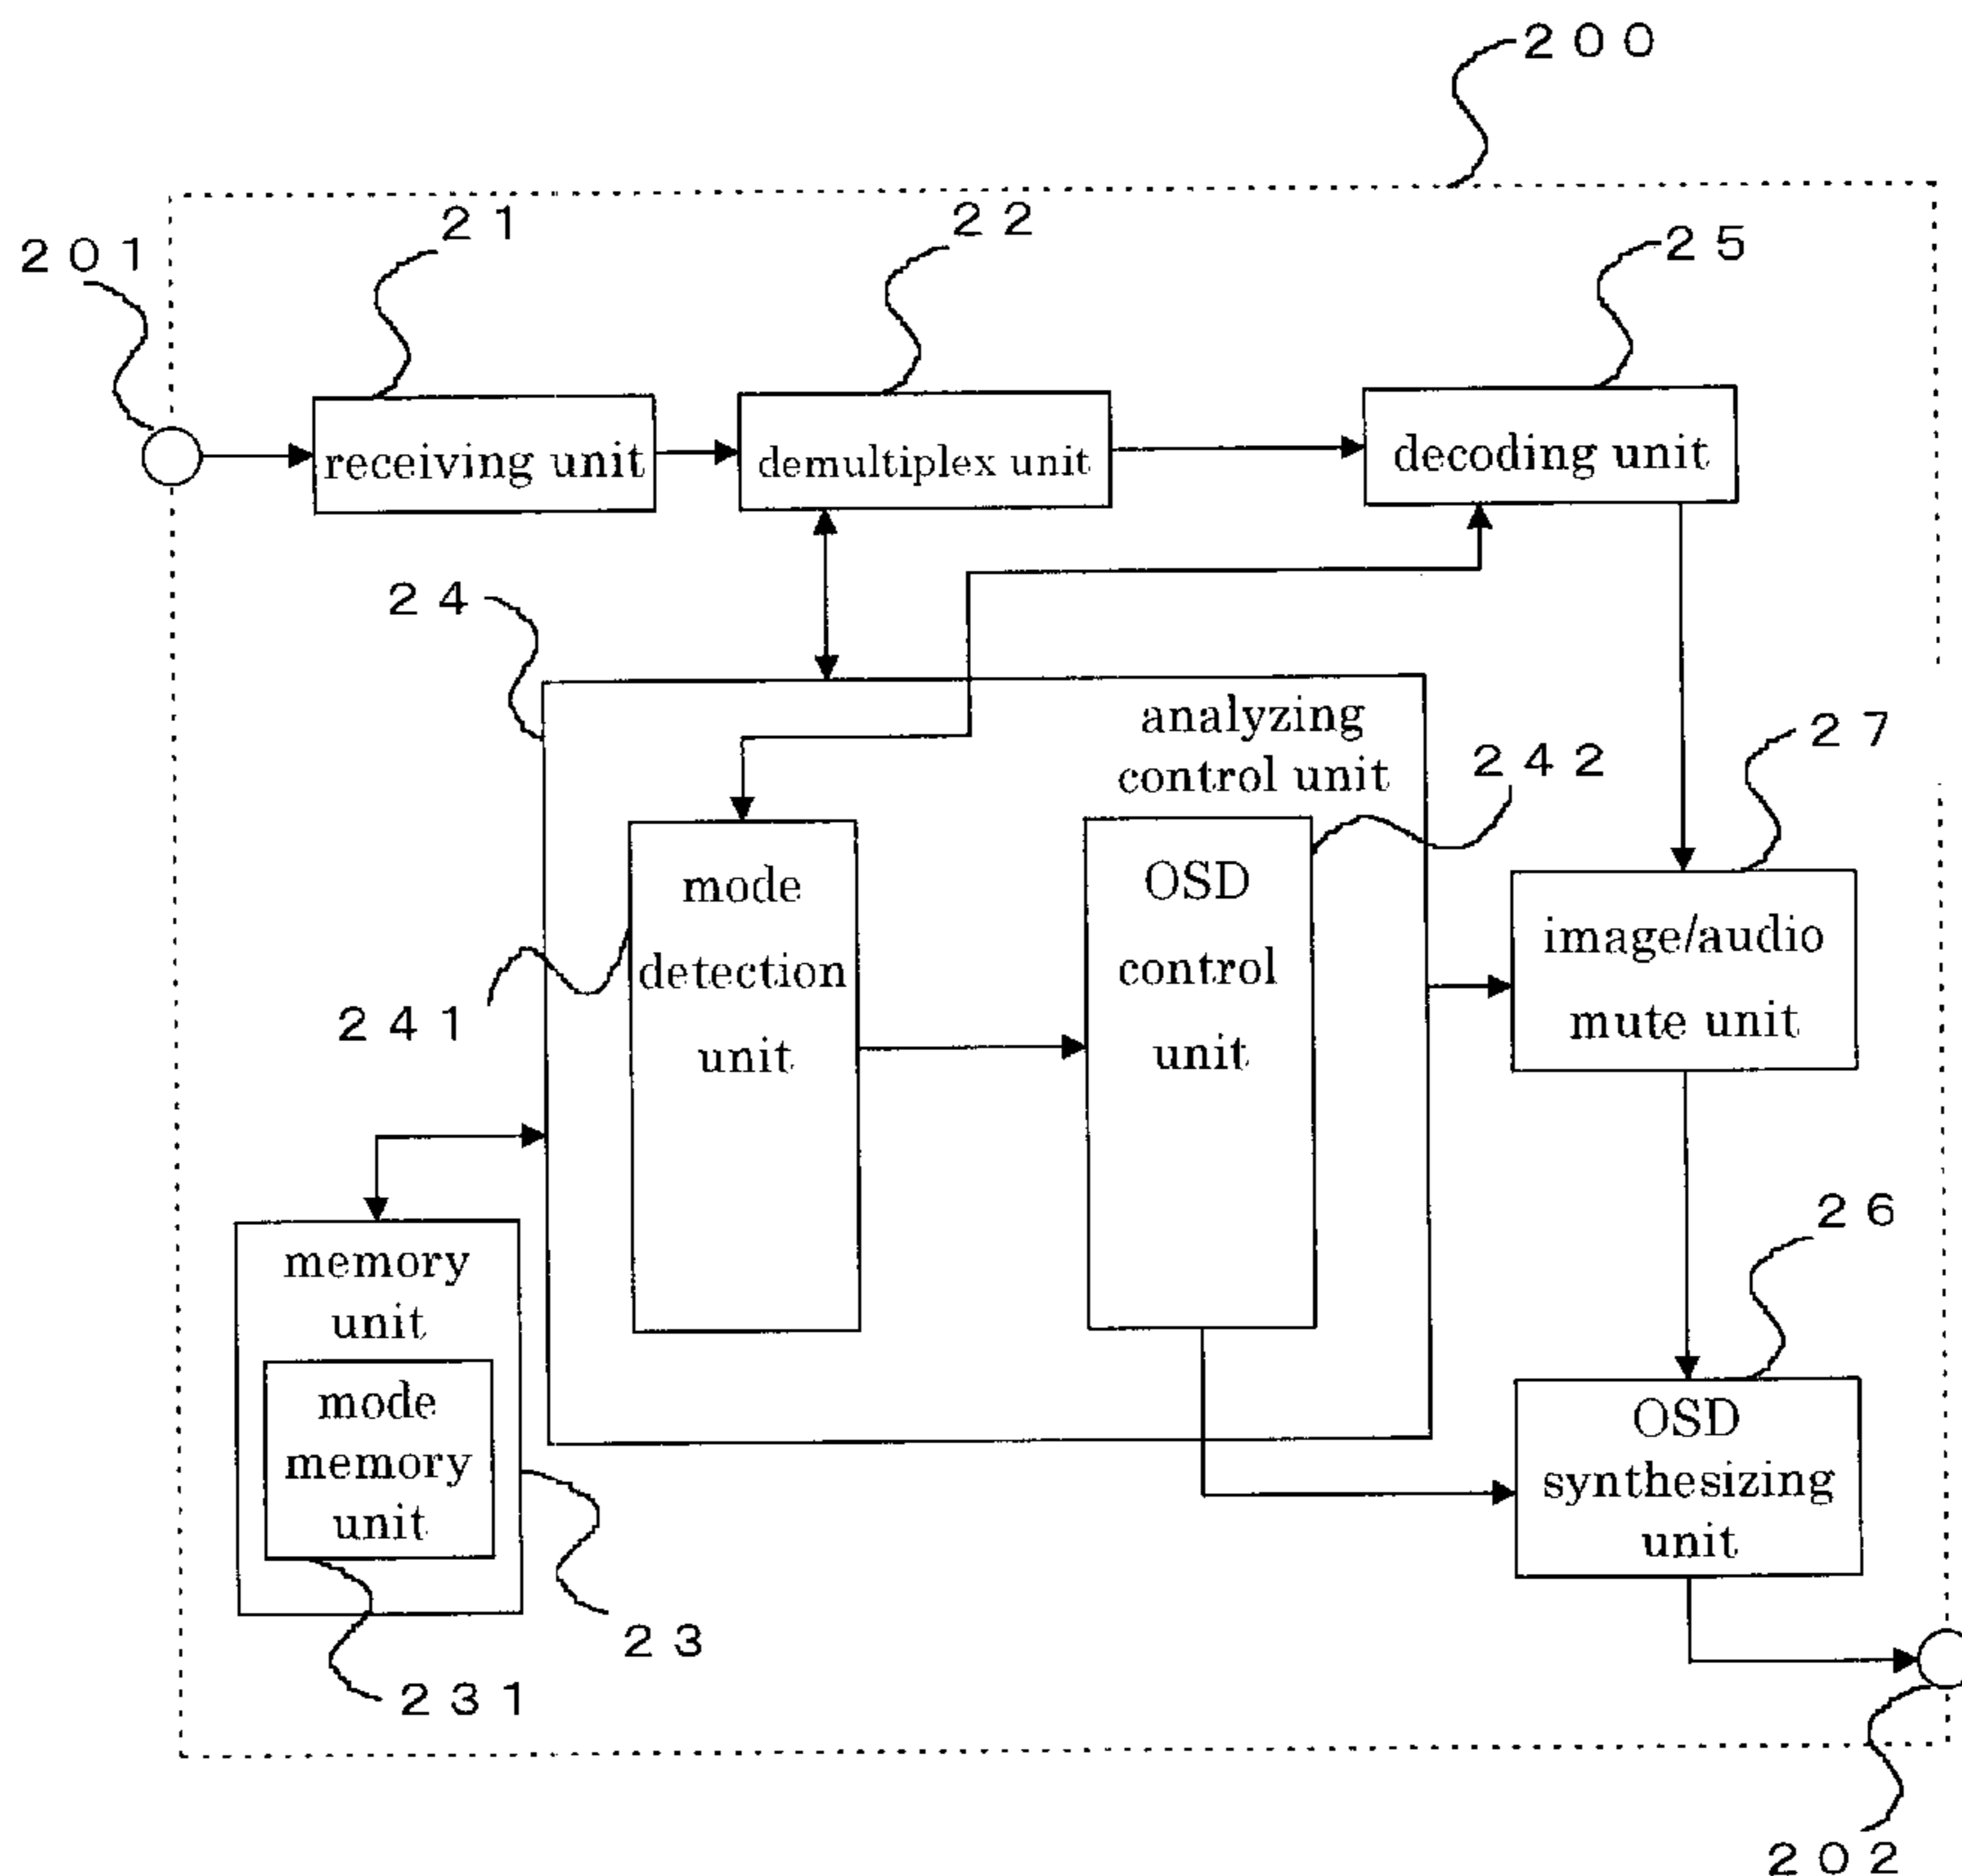 200
201
21
22
25
receiving unit
demultiplex unit
decoding unit
24
analyzing
control unit
27
242
mode
detection
unit
OSD
control
unit
image/audio
mute unit
241
memory
unit
mode
memory
unit
26
OSD
synthesizing
unit
23
231
202